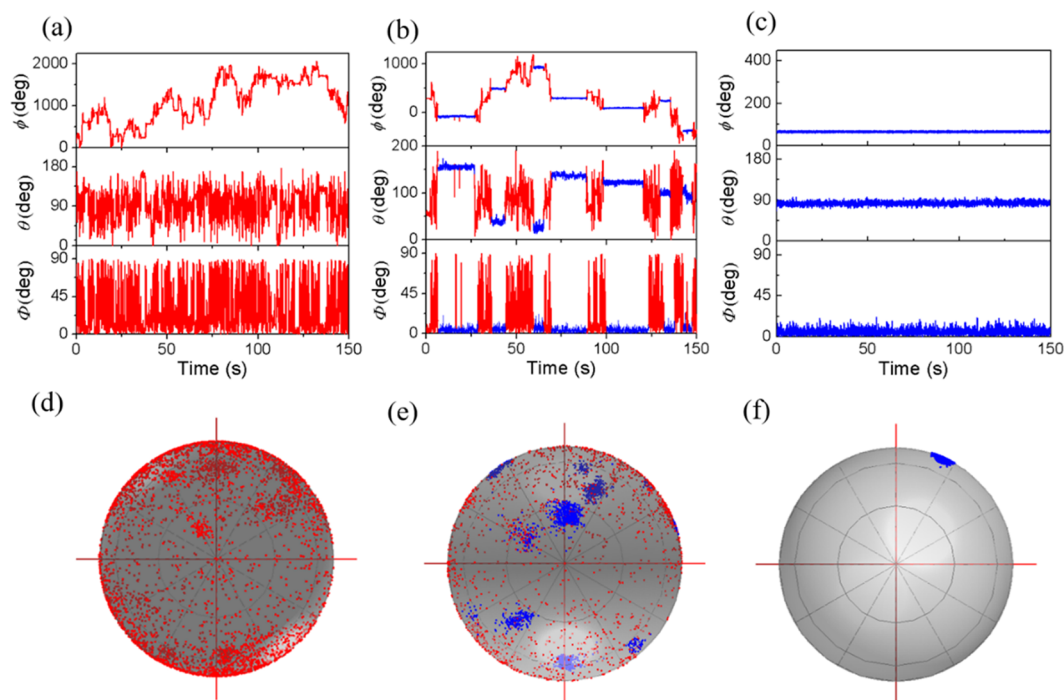 (a)
(b)
(c)
ϕ (deg)
2000
1000
0
θ (deg)
180
90
0
Φ (deg)
90
45
0
0 50 100 150
Time (s)
ϕ (deg)
1000
0
θ (deg)
200
100
0
Φ (deg)
90
45
0
0 50 100 150
Time (s)
ϕ (deg)
400
200
0
θ (deg)
180
90
0
Φ (deg)
90
45
0
0 50 100 150
Time (s)
(d)
(e)
(f)